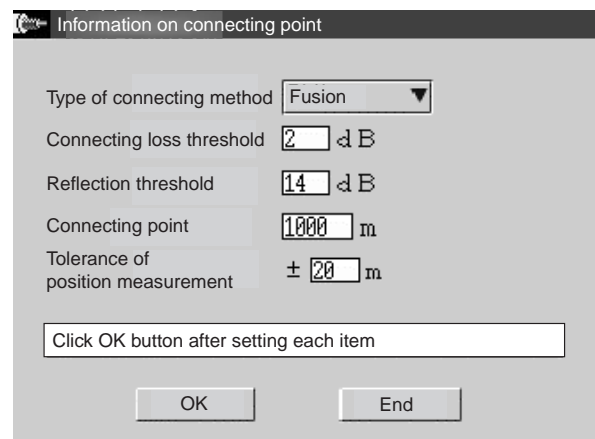 Information on connecting point
Type of connecting method Fusion
Connecting loss threshold 2 dB
Reflection threshold 14 dB
Connecting point 1000 m
Tolerance of
position measurement ± 20 m
Click OK button after setting each item
OK End